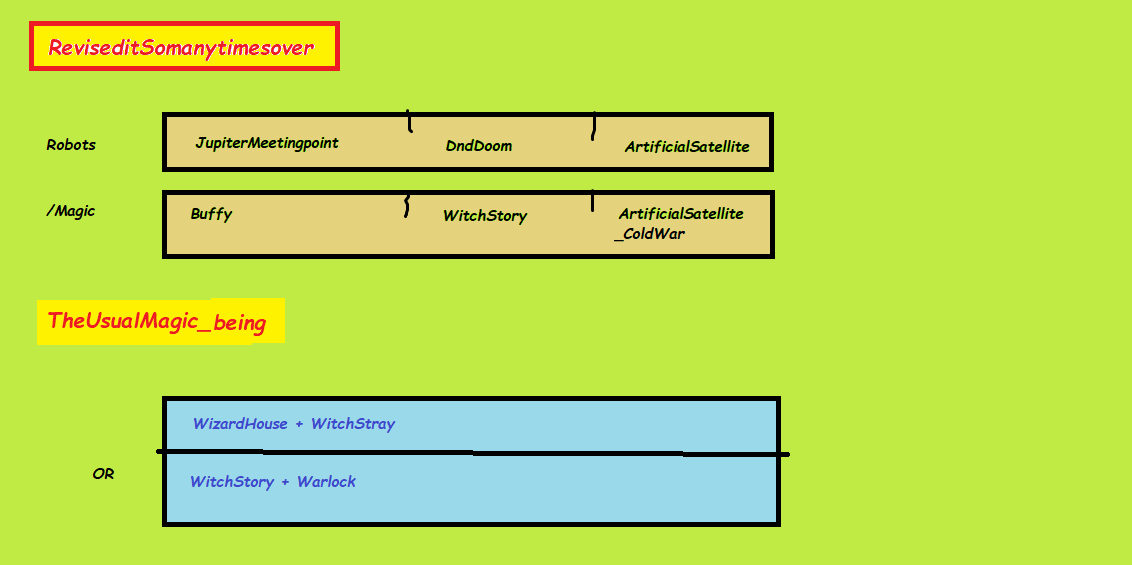 ReviseditSomanytimesover
Robots JupiterMeetingpoint DndDoom ArtificialSatellite
/Magic Buffy WitchStory ArtificialSatellite
_ColdWar
TheUsualMagic_being
WizardHouse + WitchStray
OR
WitchStory + Warlock